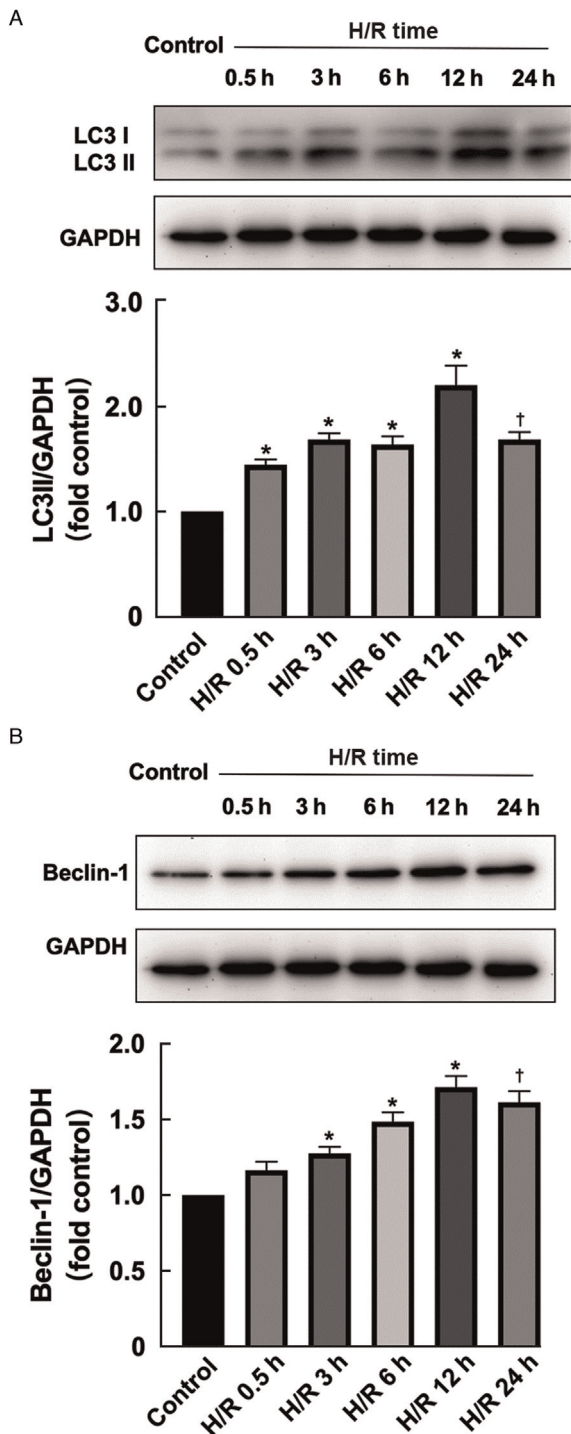 A
Control
H/R time
0.5 h 3 h 6 h 12 h 24 h
LC3 I
LC3 II
GAPDH
LC3II/GAPDH
(fold control)
3.0
2.0
1.0
0
* * * * †
Control
H/R 0.5 h
H/R 3 h
H/R 6 h
H/R 12 h
H/R 24 h
B
Control
H/R time
0.5 h 3 h 6 h 12 h 24 h
Beclin-1
GAPDH
Beclin-1/GAPDH
(fold control)
2.0
1.5
1.0
0.5
0
* * * †
Control
H/R 0.5 h
H/R 3 h
H/R 6 h
H/R 12 h
H/R 24 h